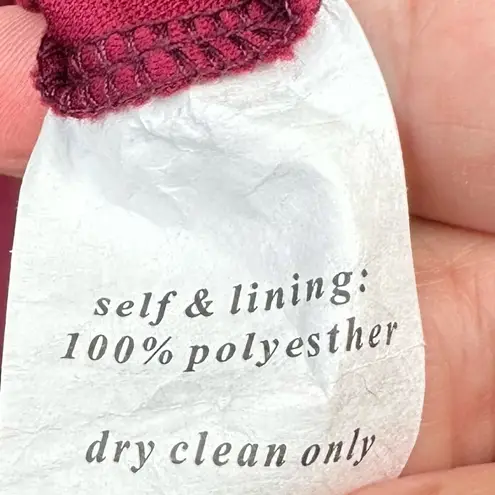 self & lining:
100% polyesther
dry clean only